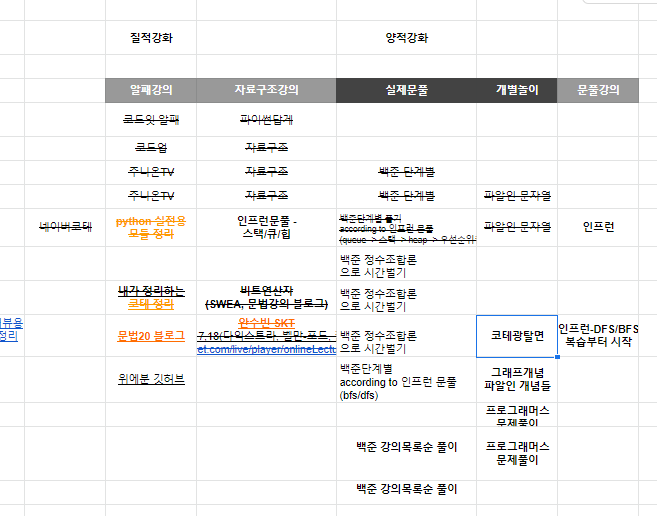 질적강화 양적강화
알패강의 자료구조강의 실제문풀 개별놀이 문풀강의
코드잇 알패 파이썬답게
코드업 자료구조
주니온TV 자료구조 백준 단계별
주니온TV 자료구조 백준 단계별 파알인 문자열
네이버코테 python 실전용
모듈 정리 인프런문풀 -
스택/큐/힙 백준단계별 풀기
according to 인프런 문풀
(queue -> 스택 -> heap -> 우선순위 파알인 문자열 인프런
백준 정수조합론
으로 시간벌기
내가 정리하는
코테 정리 비트연산자
(SWEA, 문법강의 블로그) 백준 정수조합론
으로 시간벌기
뷰용
정리 문법20 블로그 안수빈 SKT
7,18(다익스트라, 벨만-포드,
et.com/live/player/onlineLectu 백준 정수조합론
으로 시간벌기 코테광탈면 인프런-DFS/BFS
복습부터 시작
위에분 깃허브 백준단계별
according to 인프런 문풀
(bfs/dfs) 그래프개념
파알인 개념들
프로그래머스
문제풀이
백준 강의목록순 풀이 프로그래머스
문제풀이
백준 강의목록순 풀이